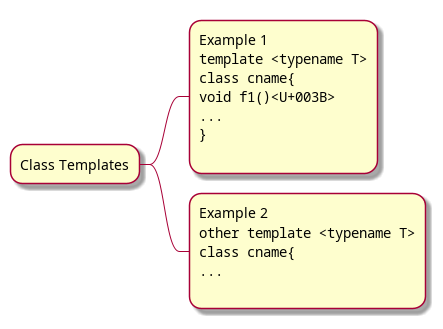 Class Templates
Example 1
template <typename T>
class cname{
void f1()<U+003B>
...
}
Example 2
other template <typename T>
class cname{
...